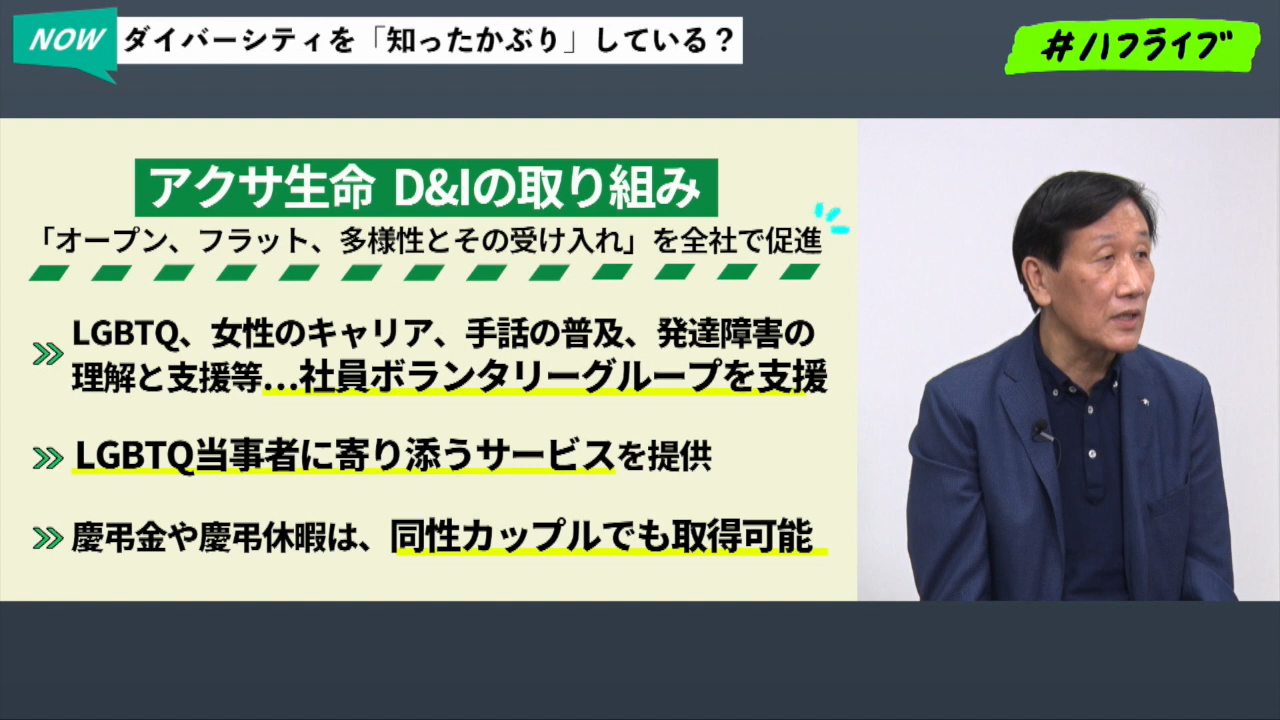 NOW ダイバーシティを「知ったかぶり」している？
#ハフライブ
アクサ生命 D&Iの取り組み
「オープン、フラット、多様性とその受け入れ」を全社で促進
LGBTQ、女性のキャリア、手話の普及、発達障害の
理解と支援等…社員ボランタリーグループを支援
LGBTQ当事者に寄り添うサービスを提供
慶弔金や慶弔休暇は、同性カップルでも取得可能